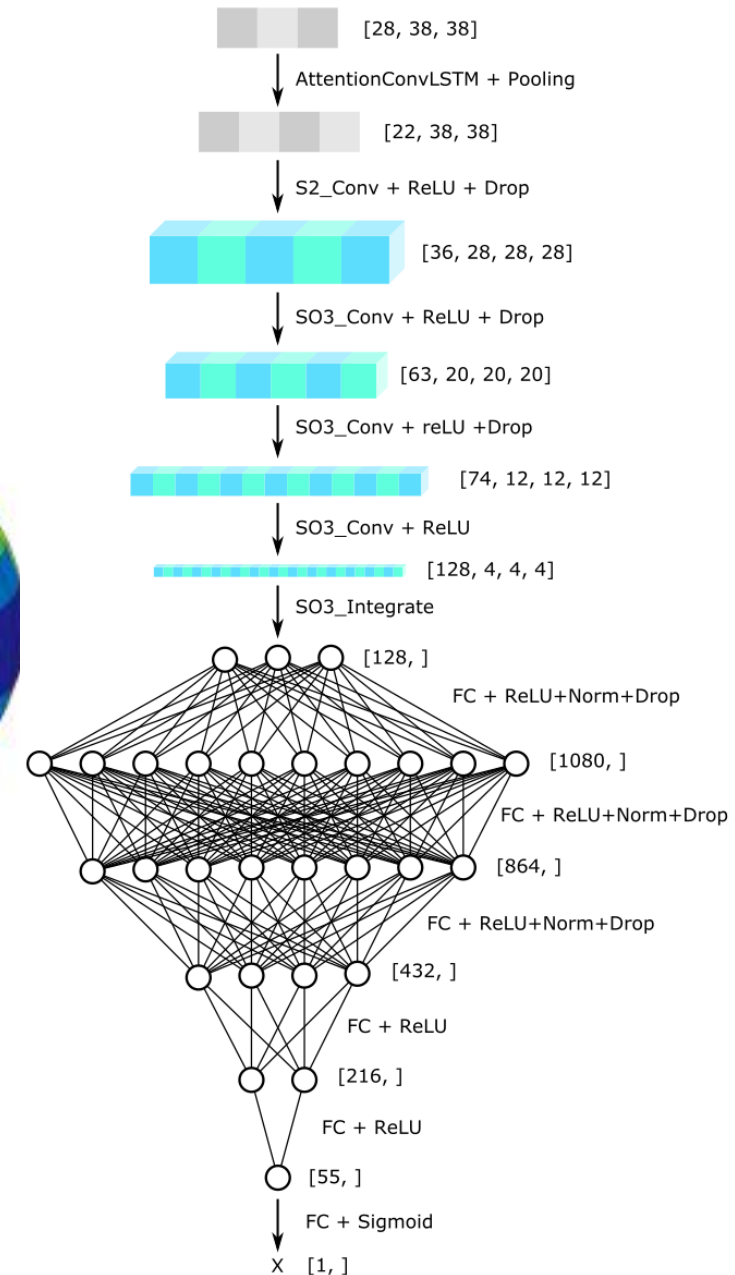 [28, 38, 38]
AttentionConvLSTM + Pooling
[22, 38, 38]
S2_Conv + ReLU + Drop
[36, 28, 28, 28]
SO3_Conv + ReLU + Drop
[63, 20, 20, 20]
SO3_Conv + reLU +Drop
[74, 12, 12, 12]
SO3_Conv + ReLU
[128, 4, 4, 4]
SO3_Integrate
[128, ]
FC + ReLU+Norm+Drop
[1080, ]
FC + ReLU+Norm+Drop
[864, ]
FC + ReLU+Norm+Drop
[432, ]
FC + ReLU
[216, ]
FC + ReLU
[55, ]
FC + Sigmoid
X [1, ]